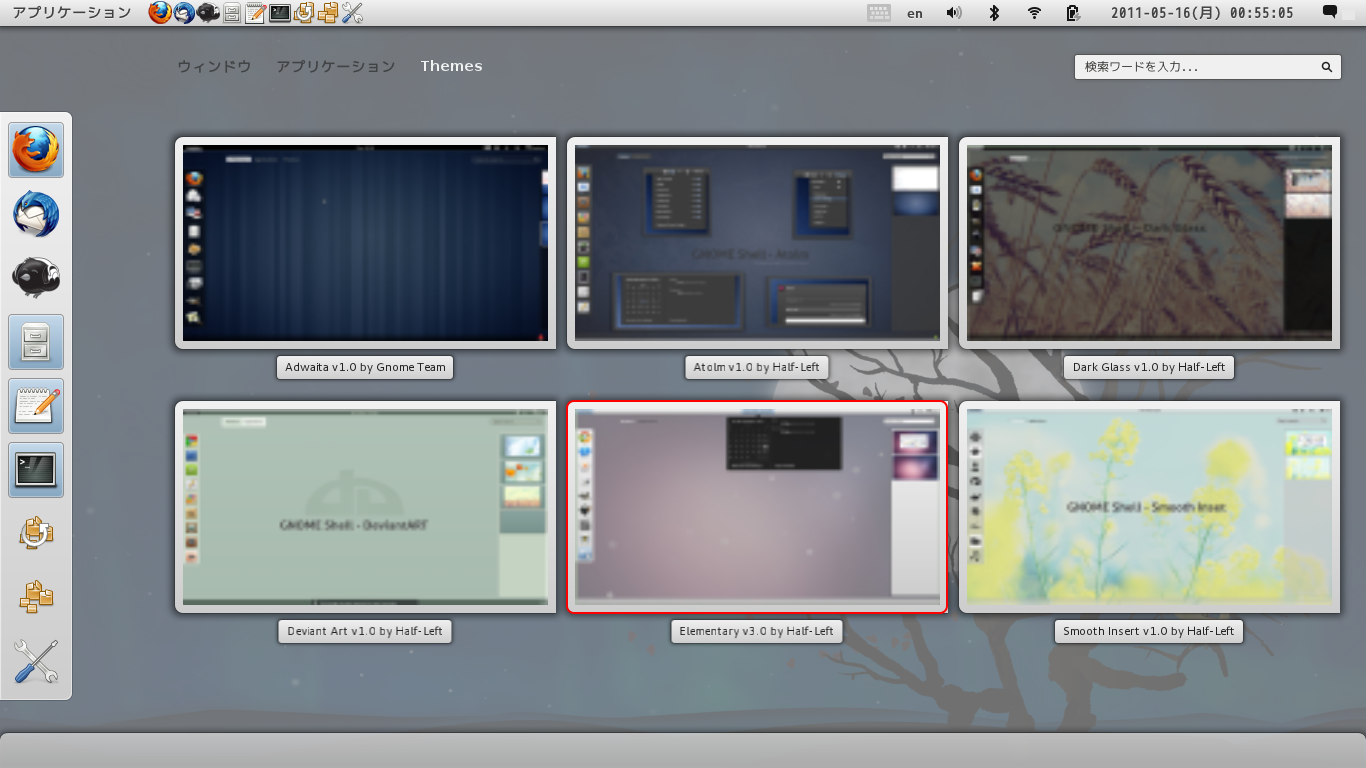 アプリケーション en 2011-05-16(月) 00:55:05
ウィンドウ アプリケーション Themes 検索ワードを入力...
GNOME Shell - Atolm
GNOME Shell - Dark Glass
Adwaita v1.0 by Gnome Team
Atolm v1.0 by Half-Left
Dark Glass v1.0 by Half-Left
GNOME Shell - DeviantART
GNOME Shell - Smooth Inset
Deviant Art v1.0 by Half-Left
Elementary v3.0 by Half-Left
Smooth Insert v1.0 by Half-Left